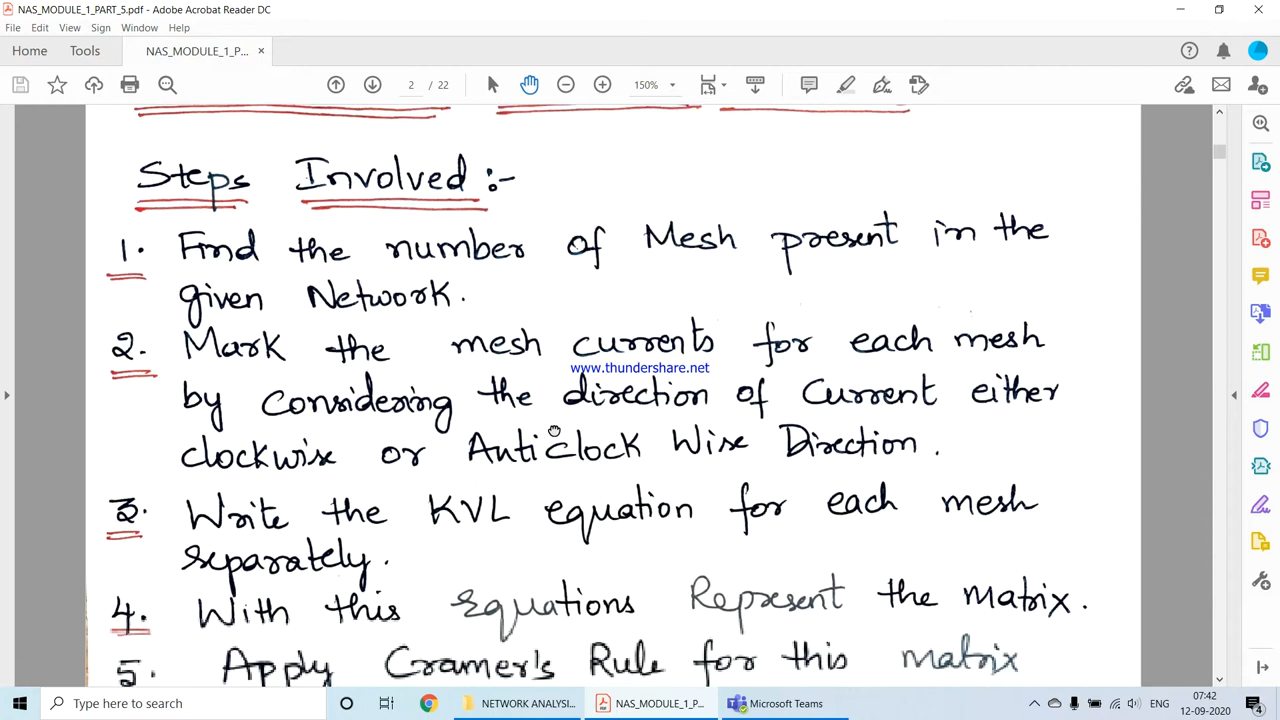 NAS_MODULE_1_PART_5.pdf - Adobe Acrobat Reader DC
File Edit View Sign Window Help
Home Tools NAS_MODULE_1_P... ×
2 / 22 150%
Steps Involved :-
1. Find the number of Mesh present in the
given Network.
2. Mark the mesh currents for each mesh
www.thundershare.net
by considering the direction of Current either
clockwise or Anticlock Wise Direction.
3. Write the KVL equation for each mesh
separately.
4. With this equations Represent the matrix.
5. Apply Cramer's Rule for this matrix
Type here to search
NETWORK ANALYSI...
NAS_MODULE_1_P...
Microsoft Teams
ENG
07:42
12-09-2020
4